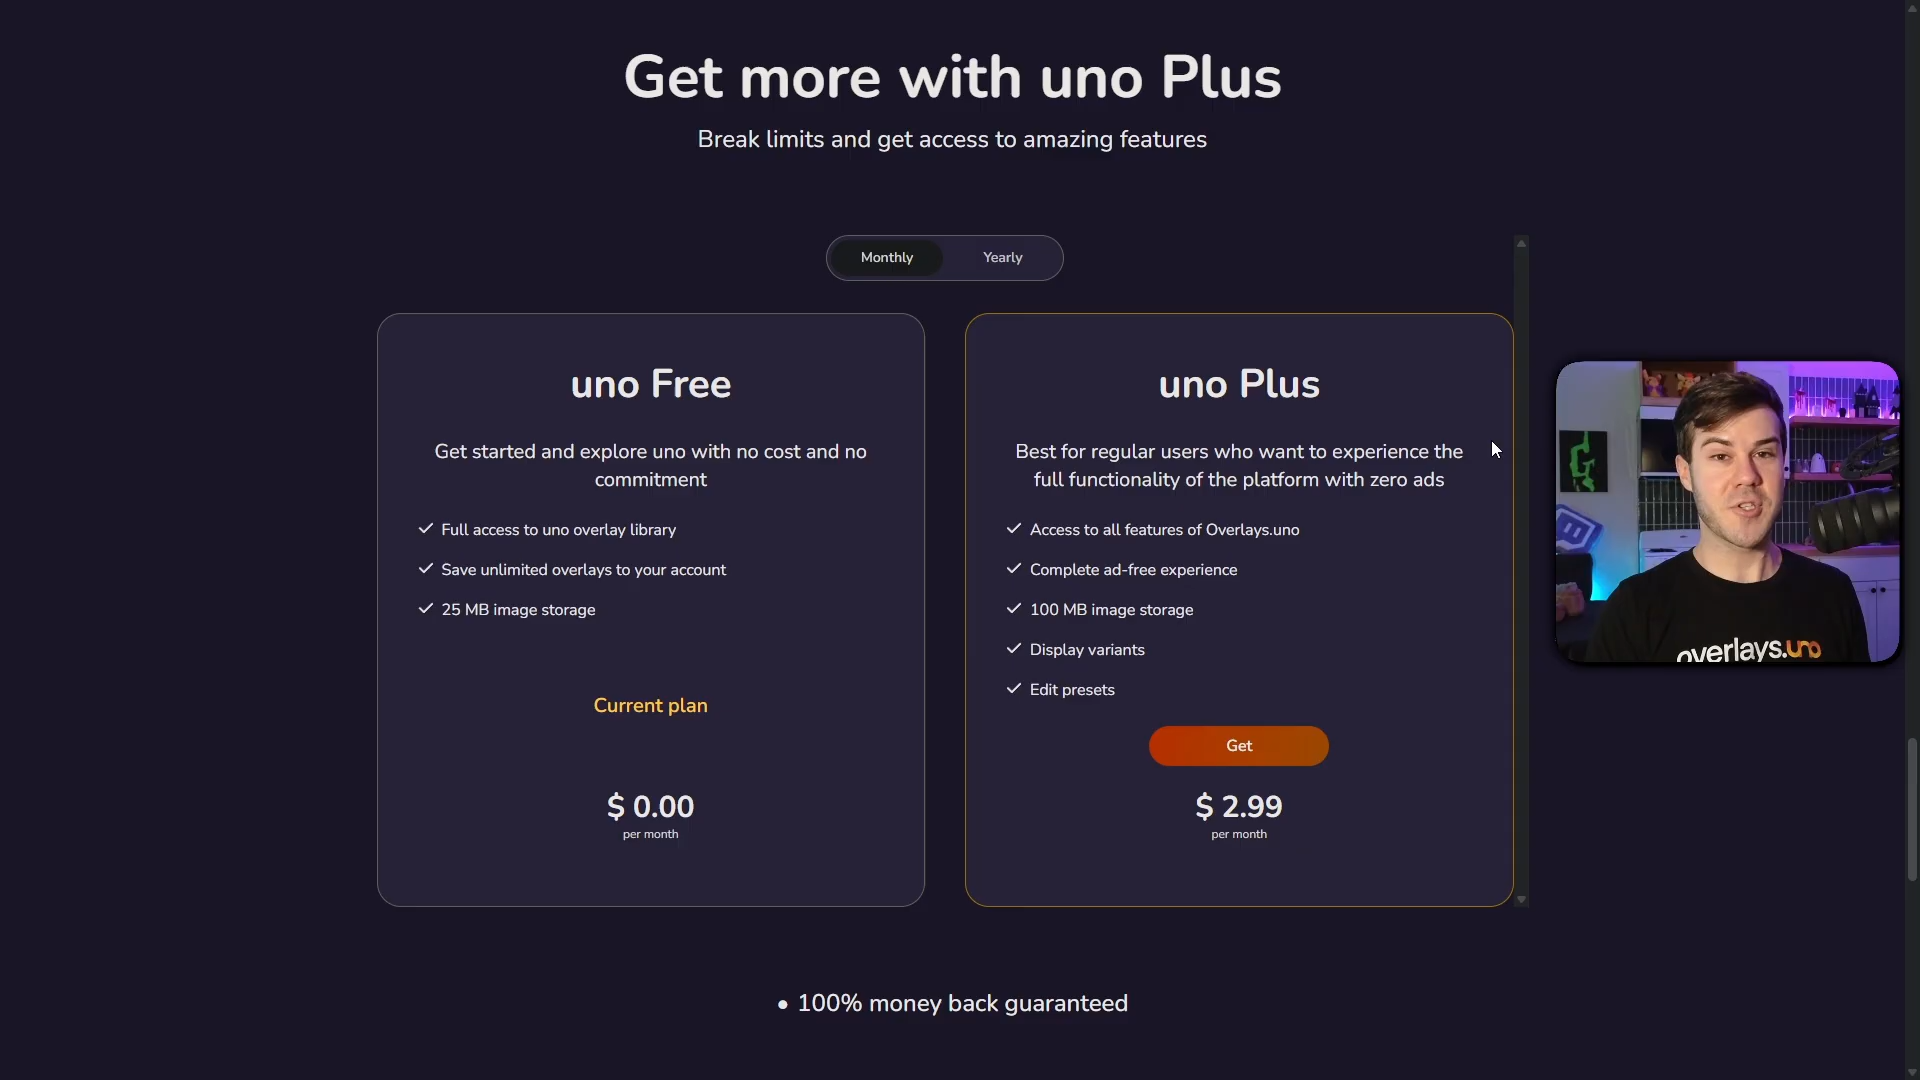 Get more with uno Plus
Break limits and get access to amazing features
Monthly
Yearly
uno Free
Get started and explore uno with no cost and no
commitment
Full access to uno overlay library
Save unlimited overlays to your account
25 MB image storage
Current plan
$ 0.00
per month
uno Plus
Best for regular users who want to experience the
full functionality of the platform with zero ads
Access to all features of Overlays.uno
Complete ad-free experience
100 MB image storage
Display variants
Edit presets
Get
$ 2.99
per month
overlays.uno
• 100% money back guaranteed